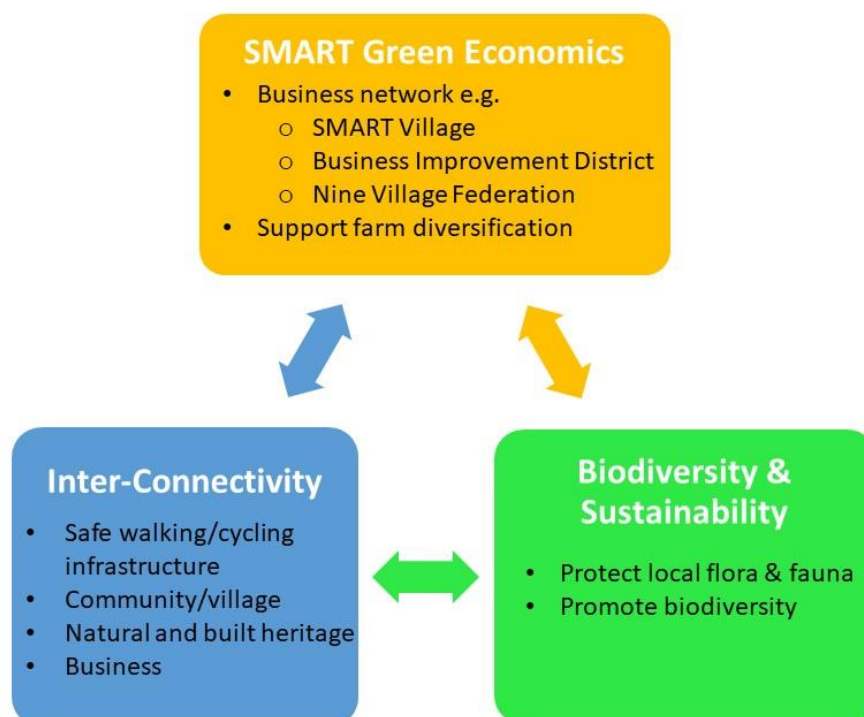 SMART Green Economics
• Business network e.g.
o SMART Village
o Business Improvement District
o Nine Village Federation
• Support farm diversification
Inter-Connectivity
• Safe walking/cycling
infrastructure
• Community/village
• Natural and built heritage
• Business
Biodiversity &
Sustainability
• Protect local flora & fauna
• Promote biodiversity